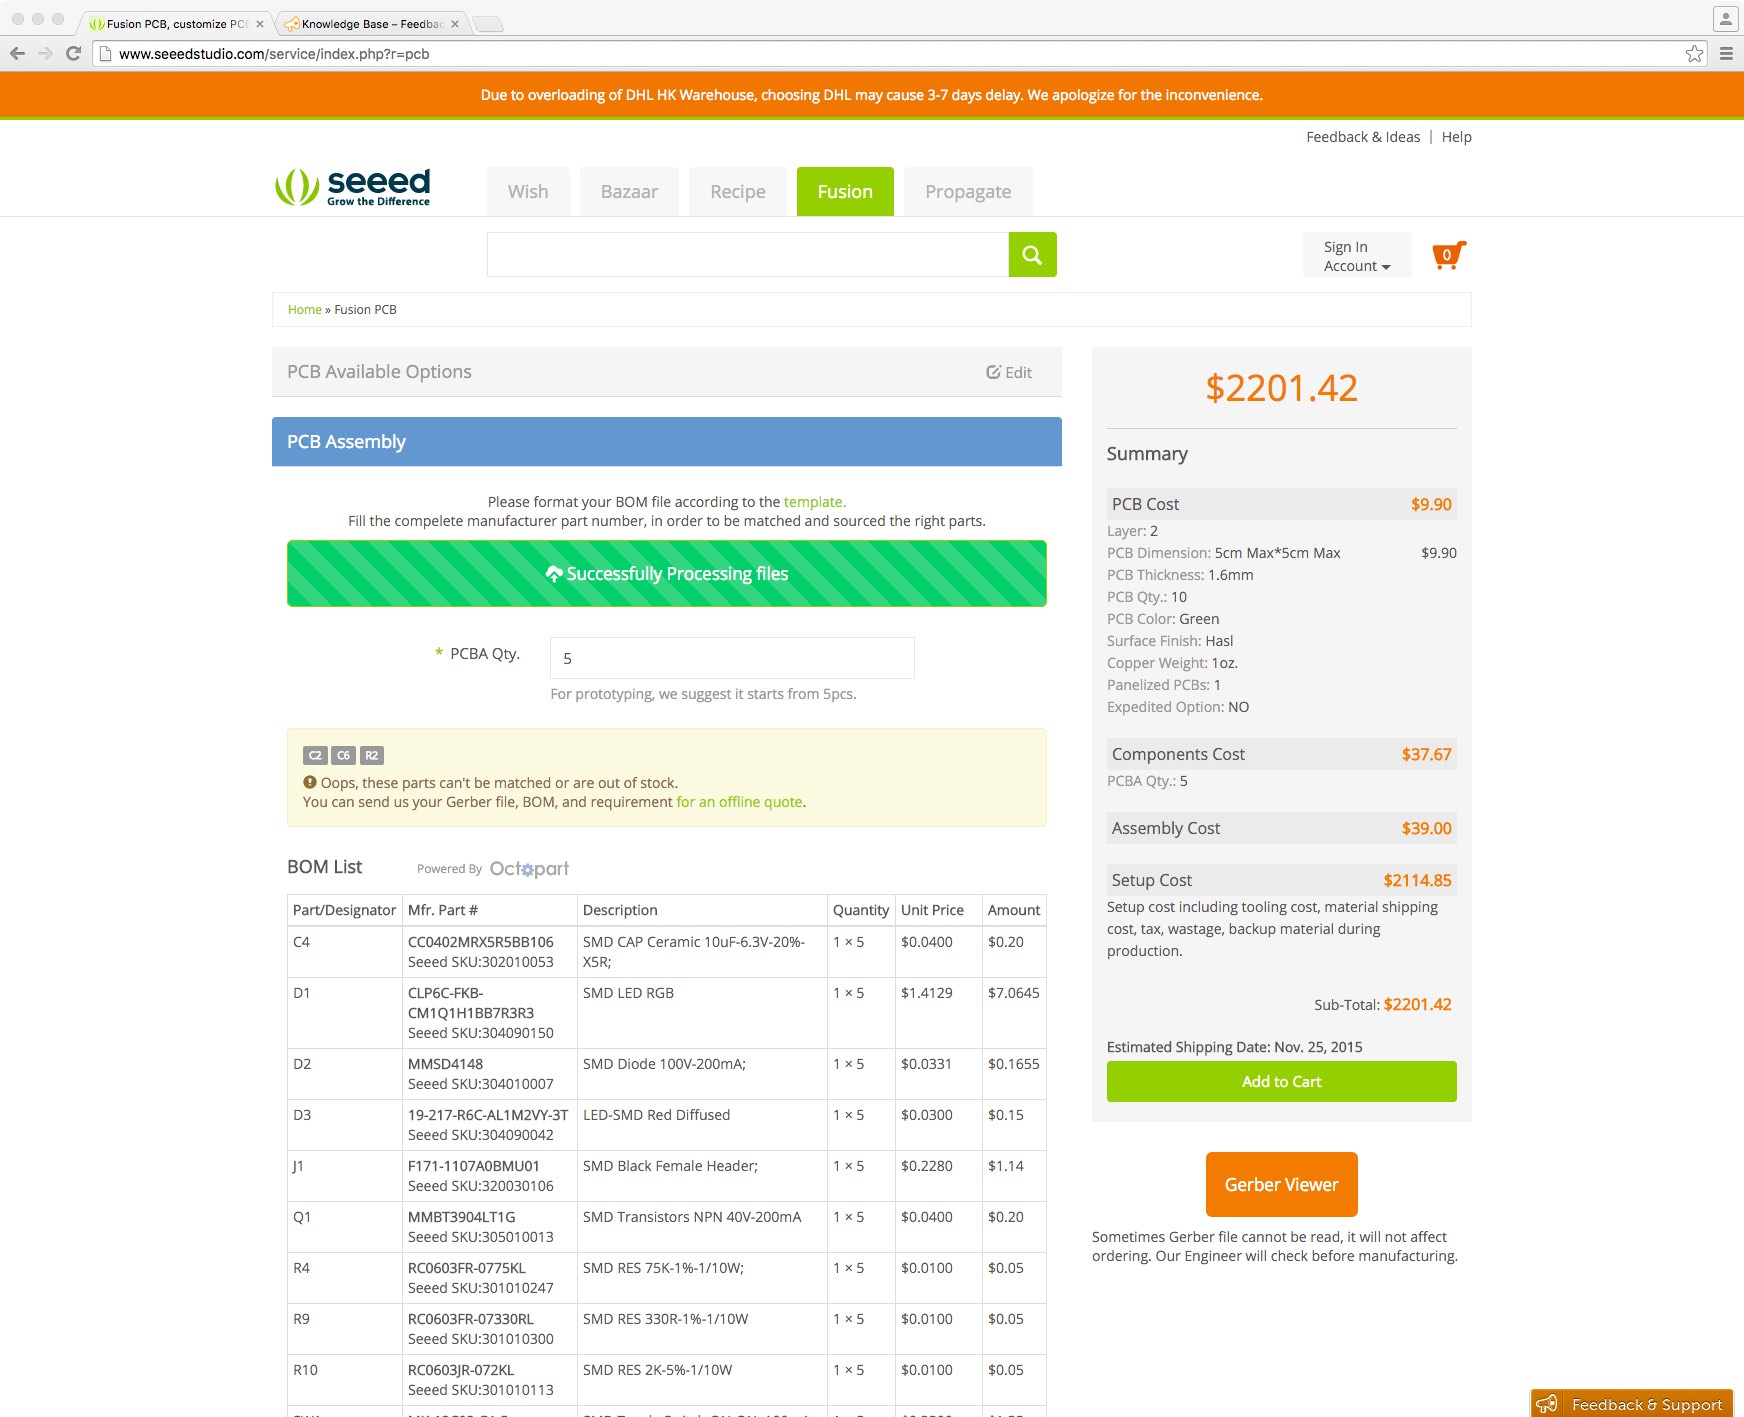 Fusion PCB, customize PCB
Knowledge Base – Feedbac
www.seeedstudio.com/service/index.php?r=pcb
Due to overloading of DHL HK Warehouse, choosing DHL may cause 3-7 days delay. We apologize for the inconvenience.
Feedback & Ideas | Help
seeed
Grow the Difference
Wish Bazaar Recipe Fusion Propagate
Sign In
Account
0
Home » Fusion PCB
PCB Available Options
Edit
PCB Assembly
Please format your BOM file according to the template.
Fill the compelete manufacturer part number, in order to be matched and sourced the right parts.
Successfully Processing files
* PCBA Qty. 5
For prototyping, we suggest it starts from 5pcs.
C2 C6 R2
Oops, these parts can't be matched or are out of stock.
You can send us your Gerber file, BOM, and requirement for an offline quote.
BOM List Powered By Octopart
Part/Designator Mfr. Part # Description Quantity Unit Price Amount
C4 CC0402MRX5R5BB106 SMD CAP Ceramic 10uF-6.3V-20%- 1 × 5 $0.0400 $0.20
Seeed SKU:302010053 X5R;
D1 CLP6C-FKB- SMD LED RGB 1 × 5 $1.4129 $7.0645
CM1Q1H1BB7R3R3
Seeed SKU:304090150
D2 MMSD4148 SMD Diode 100V-200mA; 1 × 5 $0.0331 $0.1655
Seeed SKU:304010007
D3 19-217-R6C-AL1M2VY-3T LED-SMD Red Diffused 1 × 5 $0.0300 $0.15
Seeed SKU:304090042
J1 F171-1107A0BMU01 SMD Black Female Header; 1 × 5 $0.2280 $1.14
Seeed SKU:320030106
Q1 MMBT3904LT1G SMD Transistors NPN 40V-200mA 1 × 5 $0.0400 $0.20
Seeed SKU:305010013
R4 RC0603FR-0775KL SMD RES 75K-1%-1/10W; 1 × 5 $0.0100 $0.05
Seeed SKU:301010247
R9 RC0603FR-07330RL SMD RES 330R-1%-1/10W 1 × 5 $0.0100 $0.05
Seeed SKU:301010300
R10 RC0603JR-072KL SMD RES 2K-5%-1/10W 1 × 5 $0.0100 $0.05
Seeed SKU:301010113
$2201.42
Summary
PCB Cost $9.90
Layer: 2
PCB Dimension: 5cm Max*5cm Max $9.90
PCB Thickness: 1.6mm
PCB Qty.: 10
PCB Color: Green
Surface Finish: Hasl
Copper Weight: 1oz.
Panelized PCBs: 1
Expedited Option: NO
Components Cost $37.67
PCBA Qty.: 5
Assembly Cost $39.00
Setup Cost $2114.85
Setup cost including tooling cost, material shipping
cost, tax, wastage, backup material during
production.
Sub-Total: $2201.42
Estimated Shipping Date: Nov. 25, 2015
Add to Cart
Gerber Viewer
Sometimes Gerber file cannot be read, it will not affect
ordering. Our Engineer will check before manufacturing.
Feedback & Support